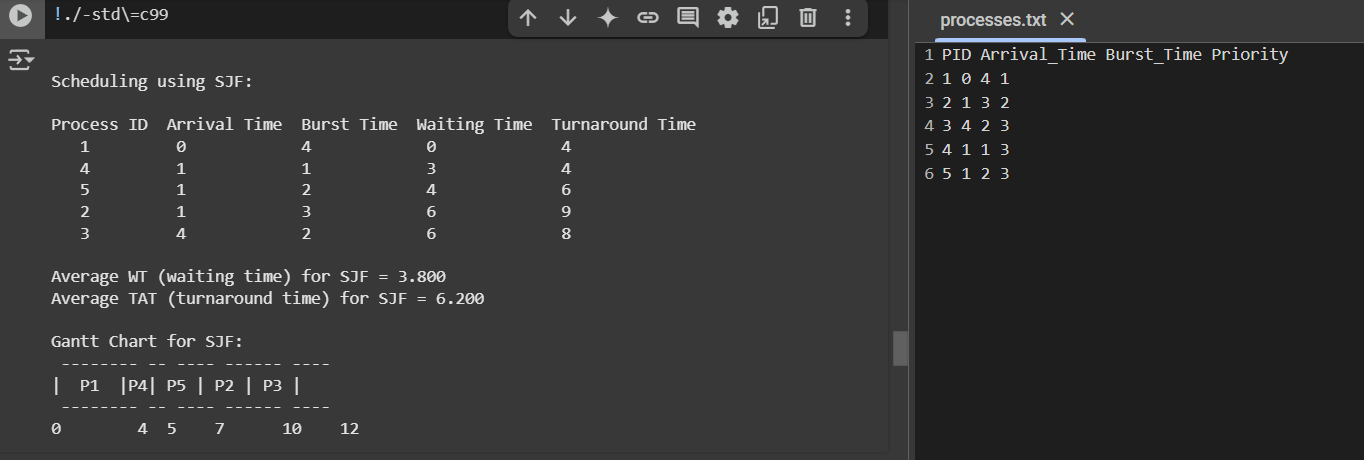 !./-std\=c99
Scheduling using SJF:
Process ID  Arrival Time  Burst Time  Waiting Time  Turnaround Time
1 0 4 0 4
4 1 1 3 4
5 1 2 4 6
2 1 3 6 9
3 4 2 6 8
Average WT (waiting time) for SJF = 3.800
Average TAT (turnaround time) for SJF = 6.200
Gantt Chart for SJF:
 -------- -- ---- ------ ----
|  P1  |P4| P5 | P2 | P3 |
 -------- -- ---- ------ ----
0        4  5    7      10    12
processes.txt
1 PID Arrival_Time Burst_Time Priority
2 1 0 4 1
3 2 1 3 2
4 3 4 2 3
5 4 1 1 3
6 5 1 2 3